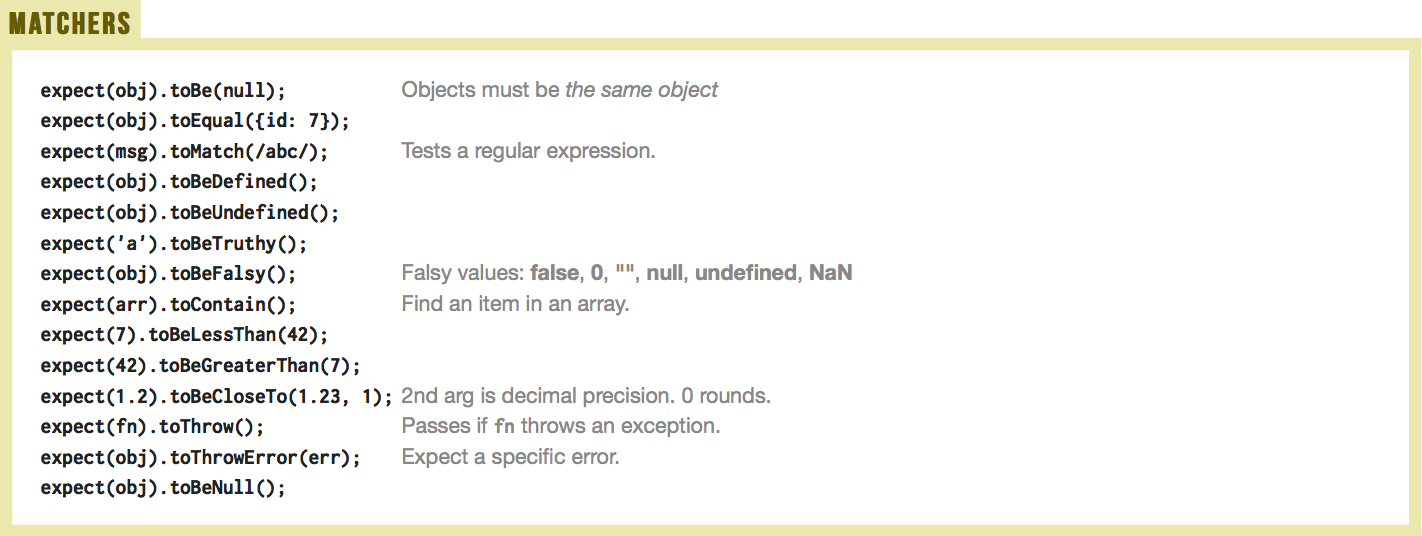 MATCHERS
expect(obj).toBe(null); Objects must be the same object
expect(obj).toEqual({id: 7});
expect(msg).toMatch(/abc/); Tests a regular expression.
expect(obj).toBeDefined();
expect(obj).toBeUndefined();
expect('a').toBeTruthy();
expect(obj).toBeFalsy(); Falsy values: false, 0, "", null, undefined, NaN
expect(arr).toContain(); Find an item in an array.
expect(7).toBeLessThan(42);
expect(42).toBeGreaterThan(7);
expect(1.2).toBeCloseTo(1.23, 1); 2nd arg is decimal precision. 0 rounds.
expect(fn).toThrow(); Passes if fn throws an exception.
expect(obj).toThrowError(err); Expect a specific error.
expect(obj).toBeNull();